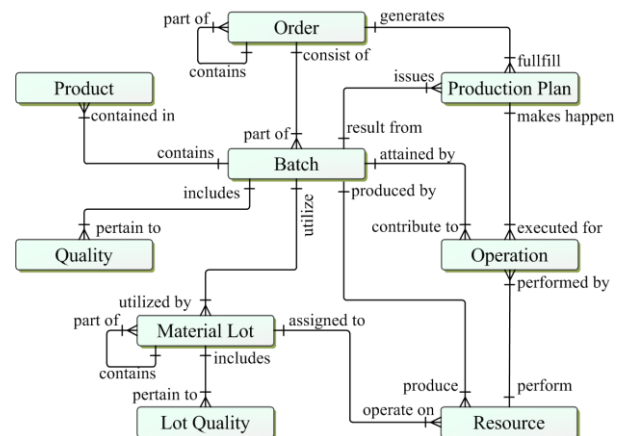 part of
Order
generates
contains
consist of
fullfill
Product
issues
Production Plan
contained in
result from
makes happen
part of
contains
Batch
attained by
includes
utilize
produced by
pertain to
contribute to
executed for
Quality
Operation
utilized by
performed by
part of
Material Lot
assigned to
contains
includes
pertain to
produce
perform
Lot Quality
operate on
Resource